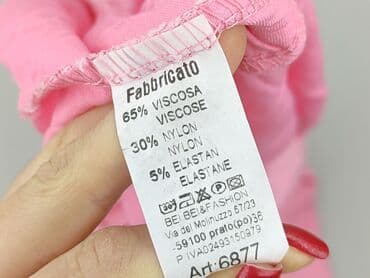 Fabbricato
65% VISCOSA
VISCOSE
30% NYLON
NYLON
5% ELASTAN
ELASTANE
BEI BEI&FASHION
Via del Molinuzzo 67/23
-59100 prato(po)36
P IVA02493150979
Art: 6877